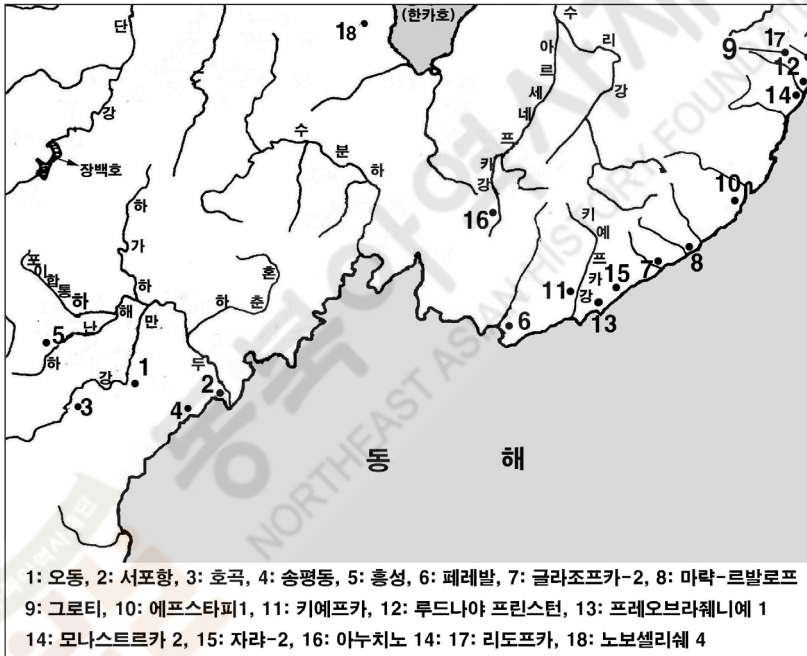 18
(한카호)
수
리
강
9
17
12
14
단
강
장백호
아
르
세
네
프
카
강
수
분
하
16
10
하
가
하
키
예
프
카
강
8
7
15
11
13
6
포
이
합
통
하
해
란
하
5
혼
춘
하
두
만
강
1
2
3
4
동 해
동북아역사재단
NORTHEAST ASIAN HISTORY FOUNDATION
1: 오동, 2: 서포항, 3: 호곡, 4: 송평동, 5: 흥성, 6: 페레발, 7: 글라조프카-2, 8: 마략-르발로프
9: 그로티, 10: 에프스타피1, 11: 키예프카, 12: 루드나야 프린스턴, 13: 프레오브라줴니예 1
14: 모나스트르카 2, 15: 자랴-2, 16: 아누치노 14: 17: 리도프카, 18: 노보셀리쉐 4